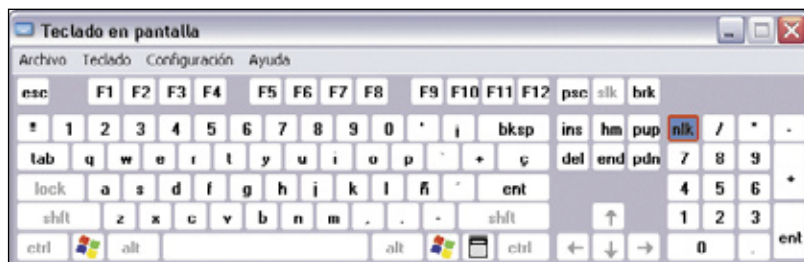 Teclado en pantalla
Archivo Teclado Configuración Ayuda
esc F1 F2 F3 F4 F5 F6 F7 F8 F9 F10 F11 F12 psc slk brk
º 1 2 3 4 5 6 7 8 9 0 ' ¡ bksp ins hm pup nlk / * -
tab q w e r t y u i o p ` + ç del end pdn 7 8 9 +
lock a s d f g h j k l ñ ´ ent 4 5 6
shft z x c v b n m , . - shft ↑ 1 2 3 ent
ctrl alt alt ctrl ← ↓ → 0 .